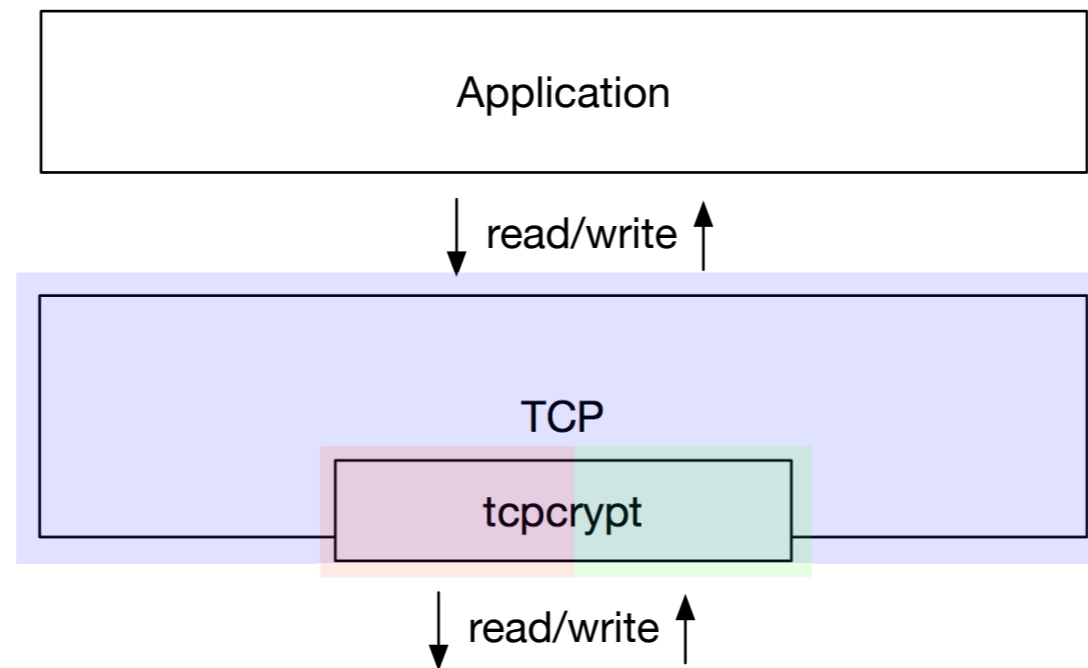 Application
read/write
TCP
tcpcrypt
read/write